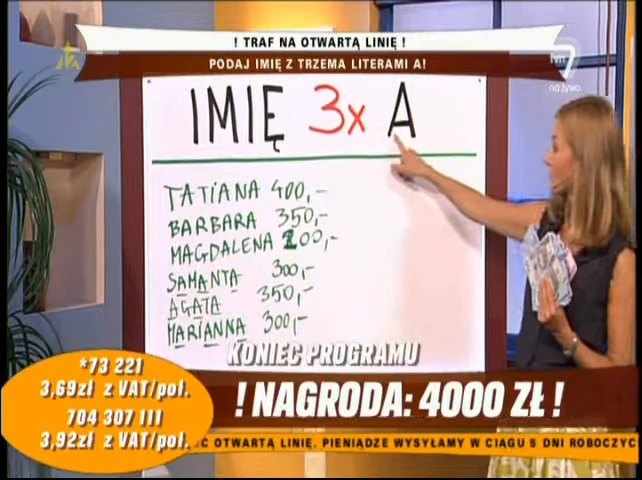 ! TRAF NA OTWARTĄ LINIĘ !
PODAJ IMIĘ Z TRZEMA LITERAMI A!
tvn 7
na żywo
IMIĘ 3x A
TATIANA 400,-
BARBARA 350,-
MAGDALENA 200,-
SAMANTA 300,-
AGATA 350,-
MARIANNA 300,-
KONIEC PROGRAMU
! NAGRODA: 4000 ZŁ !
*73 221
3,69zł z VAT/poł.
704 307 111
3,92zł z VAT/poł.
OTWARTĄ LINIĘ. PIENIĄDZE WYSYŁAMY W CIĄGU 5 DNI ROBOCZYC